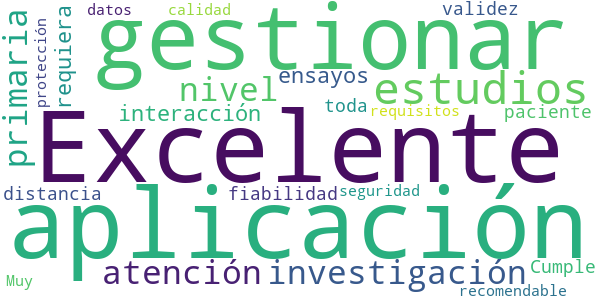 datos calidad validez
gestionar
primaria
protección
requiera
ensayos
nivel estudios
interacción toda requisitos paciente
Excelente
distancia fiabilidad seguridad
aplicación
atención investigación Cumple
Muy recomendable